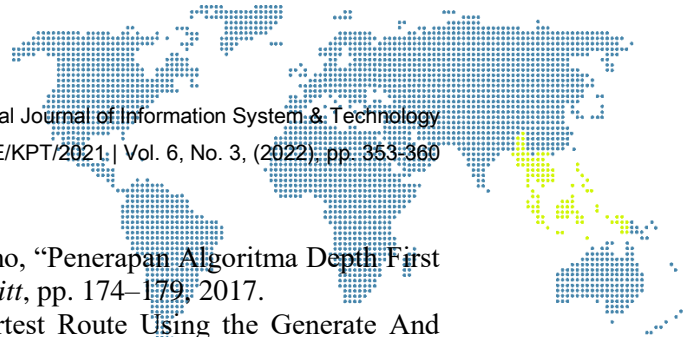 al Journal of Information System & Technology
E/KPT/2021 | Vol. 6, No. 3, (2022), pp. 353-360
no, “Penerapan Algoritma Depth First
itt, pp. 174–179, 2017.
rtest Route Using the Generate And